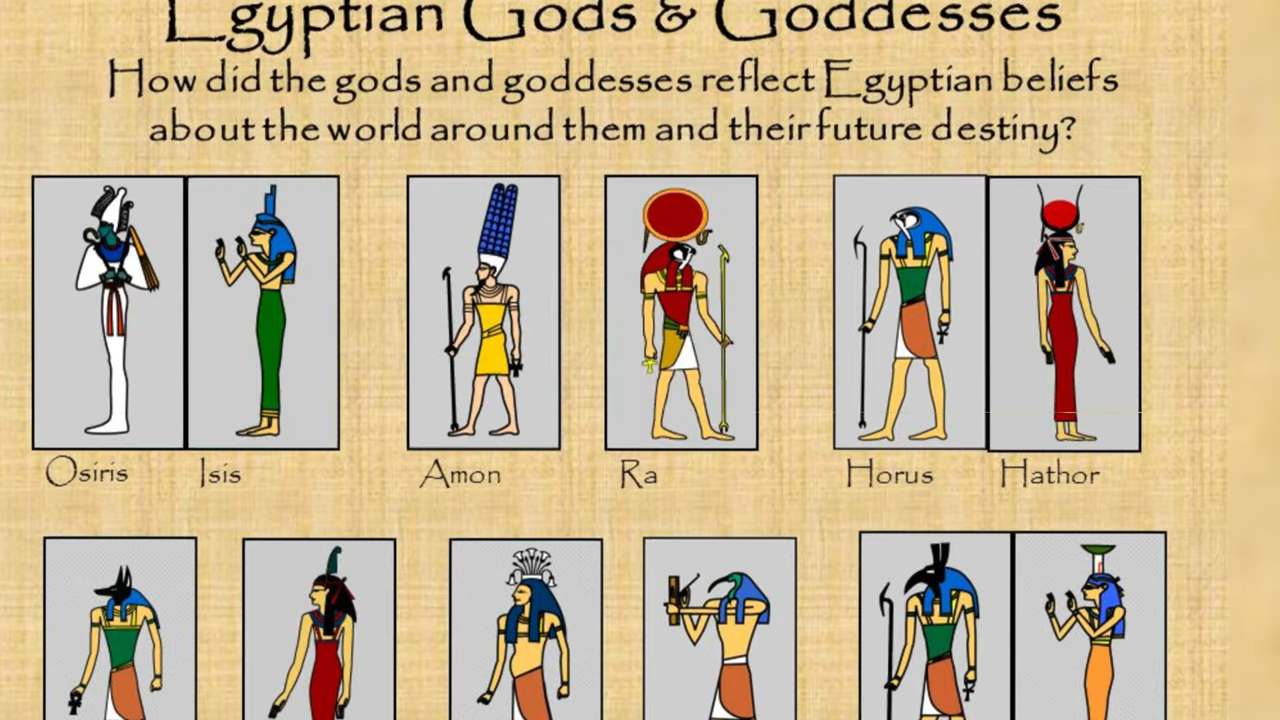 Egyptian Gods & Goddesses
How did the gods and goddesses reflect Egyptian beliefs
about the world around them and their future destiny?
Osiris Isis Amon Ra Horus Hathor